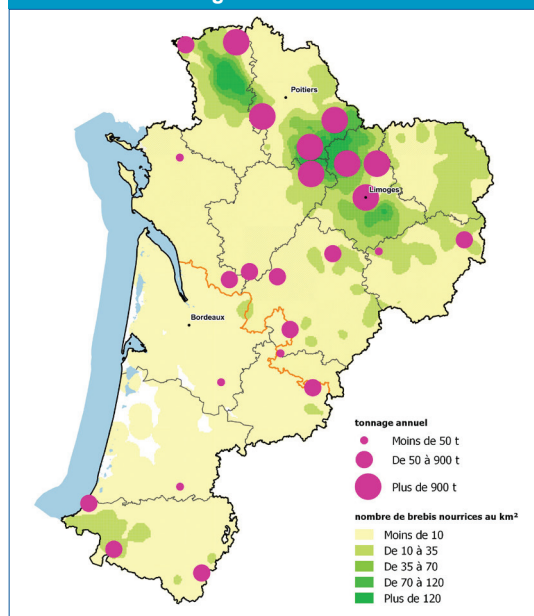 Poitiers
Limoges
Bordeaux
tonnage annuel
Moins de 50 t
De 50 à 900 t
Plus de 900 t
nombre de brebis nourrices au km²
Moins de 10
De 10 à 35
De 35 à 70
De 70 à 120
Plus de 120